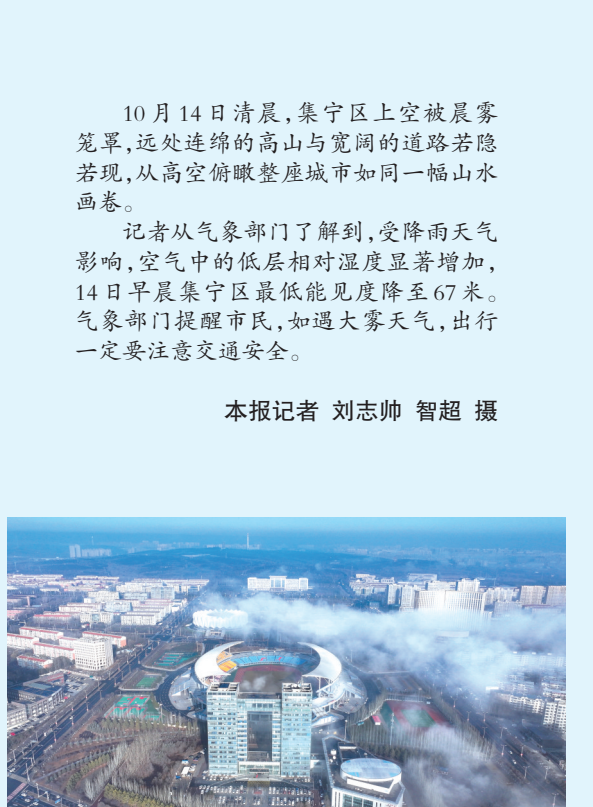 10月14日清晨，集宁区上空被晨雾
笼罩，远处连绵的高山与宽阔的道路若隐
若现，从高空俯瞰整座城市如同一幅山水
画卷。
记者从气象部门了解到，受降雨天气
影响，空气中的低层相对湿度显著增加，
14日早晨集宁区最低能见度降至67米。
气象部门提醒市民，如遇大雾天气，出行
一定要注意交通安全。
本报记者 刘志帅 智超 摄